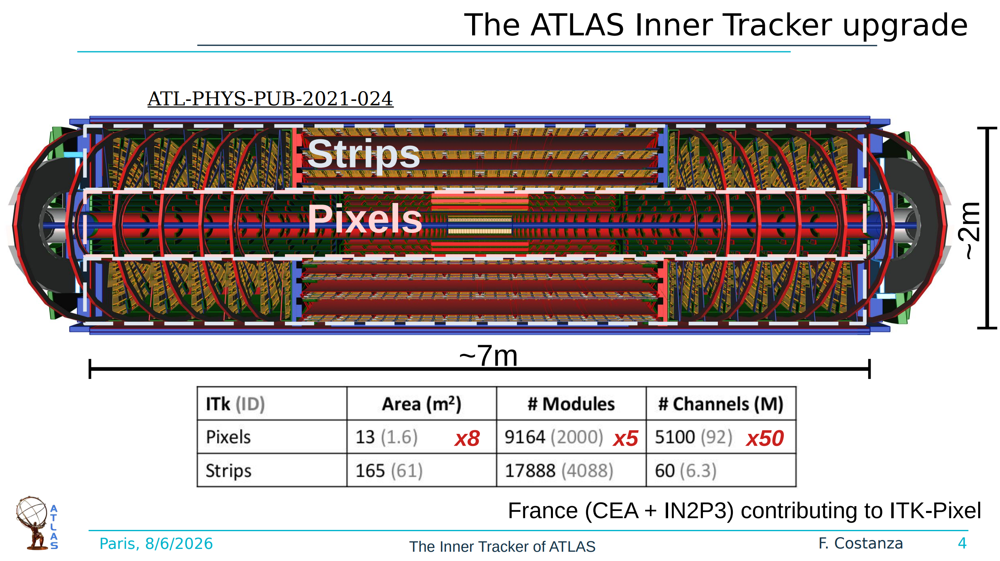 The ATLAS Inner Tracker upgrade
ATL-PHYS-PUB-2021-024
Strips
Pixels
~2m
~7m
ITk (ID) Area (m²) # Modules # Channels (M)
Pixels 13 (1.6) x8 9164 (2000) x5 5100 (92) x50
Strips 165 (61) 17888 (4088) 60 (6.3)
France (CEA + IN2P3) contributing to ITK-Pixel
ATLAS
Paris, 8/6/2026 The Inner Tracker of ATLAS F. Costanza 4